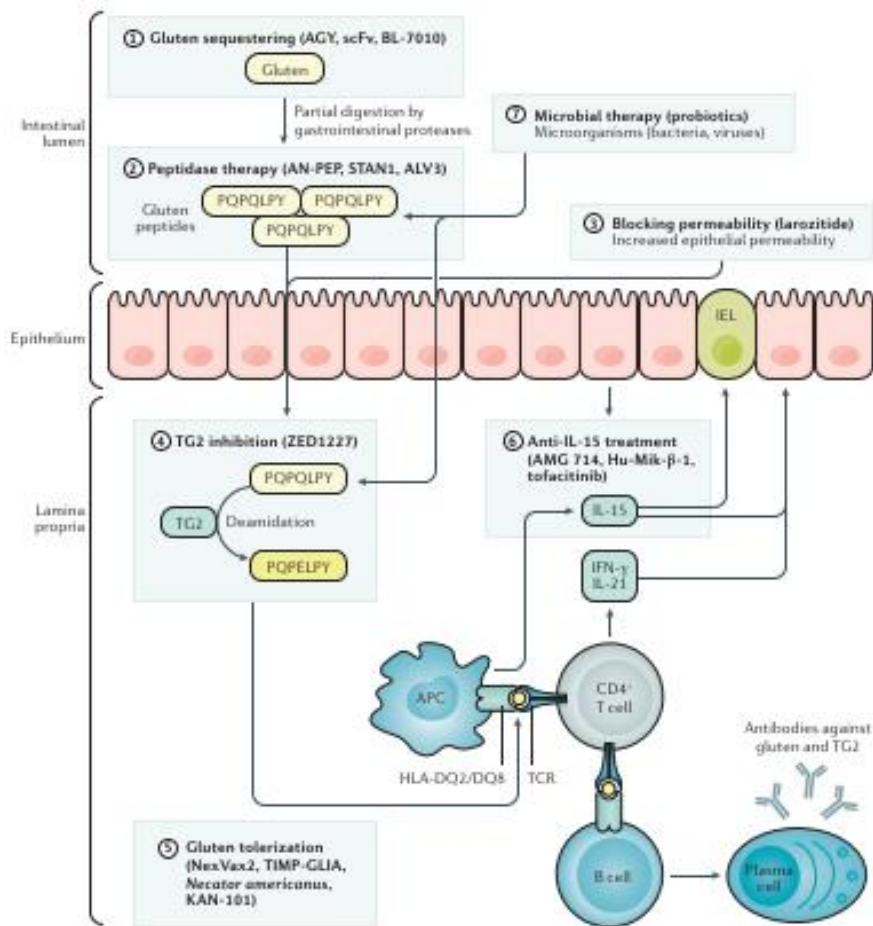 ① Gluten sequestering (AGY, scFv, BL-7010)
Gluten
Partial digestion by
gastrointestinal proteases
Intestinal
lumen
⑦ Microbial therapy (probiotics)
Microorganisms (bacteria, viruses)
② Peptidase therapy (AN-PEP, STAN1, ALV3)
Gluten
peptides
PQPQLPY
PQPQLPY
PQPQLPY
③ Blocking permeability (larozitide)
Increased epithelial permeability
Epithelium
IEL
Lamina
propria
④ TG2 inhibition (ZED1227)
PQPQLPY
TG2
Deamidation
PQPELPY
⑥ Anti-IL-15 treatment
(AMG 714, Hu-Mik-β-1,
tofacitinib)
IL-15
IFN-γ
IL-21
APC
CD4⁺
T cell
HLA-DQ2/DQ8
TCR
Antibodies against
gluten and TG2
⑤ Gluten tolerization
(NexVax2, TIMP-GLIA,
Necator americanus,
KAN-101)
B cell
Plasma
cell